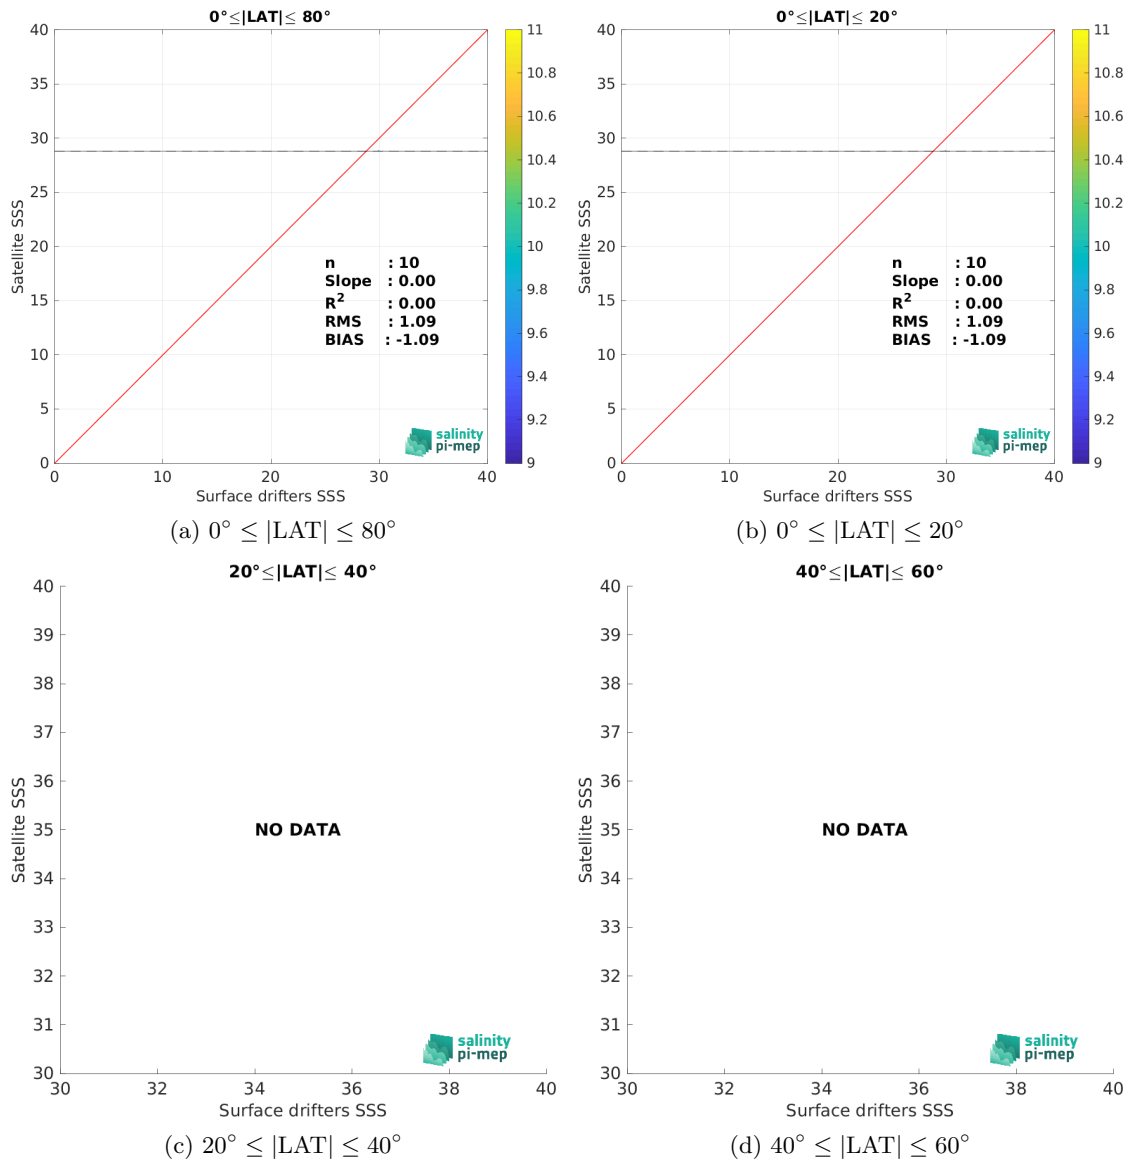 0°≤|LAT|≤ 80°
40
35
30
25
20
15
10
5
0
Satellite SSS
n : 10
Slope : 0.00
R² : 0.00
RMS : 1.09
BIAS : -1.09
salinity
pi-mep
0 10 20 30 40
Surface drifters SSS
11
10.8
10.6
10.4
10.2
10
9.8
9.6
9.4
9.2
9
(a) 0° ≤ |LAT| ≤ 80°
0°≤|LAT|≤ 20°
40
35
30
25
20
15
10
5
0
Satellite SSS
n : 10
Slope : 0.00
R² : 0.00
RMS : 1.09
BIAS : -1.09
salinity
pi-mep
0 10 20 30 40
Surface drifters SSS
11
10.8
10.6
10.4
10.2
10
9.8
9.6
9.4
9.2
9
(b) 0° ≤ |LAT| ≤ 20°
20°≤|LAT|≤ 40°
40
39
38
37
36
35
34
33
32
31
30
Satellite SSS
NO DATA
salinity
pi-mep
30 32 34 36 38 40
Surface drifters SSS
(c) 20° ≤ |LAT| ≤ 40°
40°≤|LAT|≤ 60°
40
39
38
37
36
35
34
33
32
31
30
Satellite SSS
NO DATA
salinity
pi-mep
30 32 34 36 38 40
Surface drifters SSS
(d) 40° ≤ |LAT| ≤ 60°